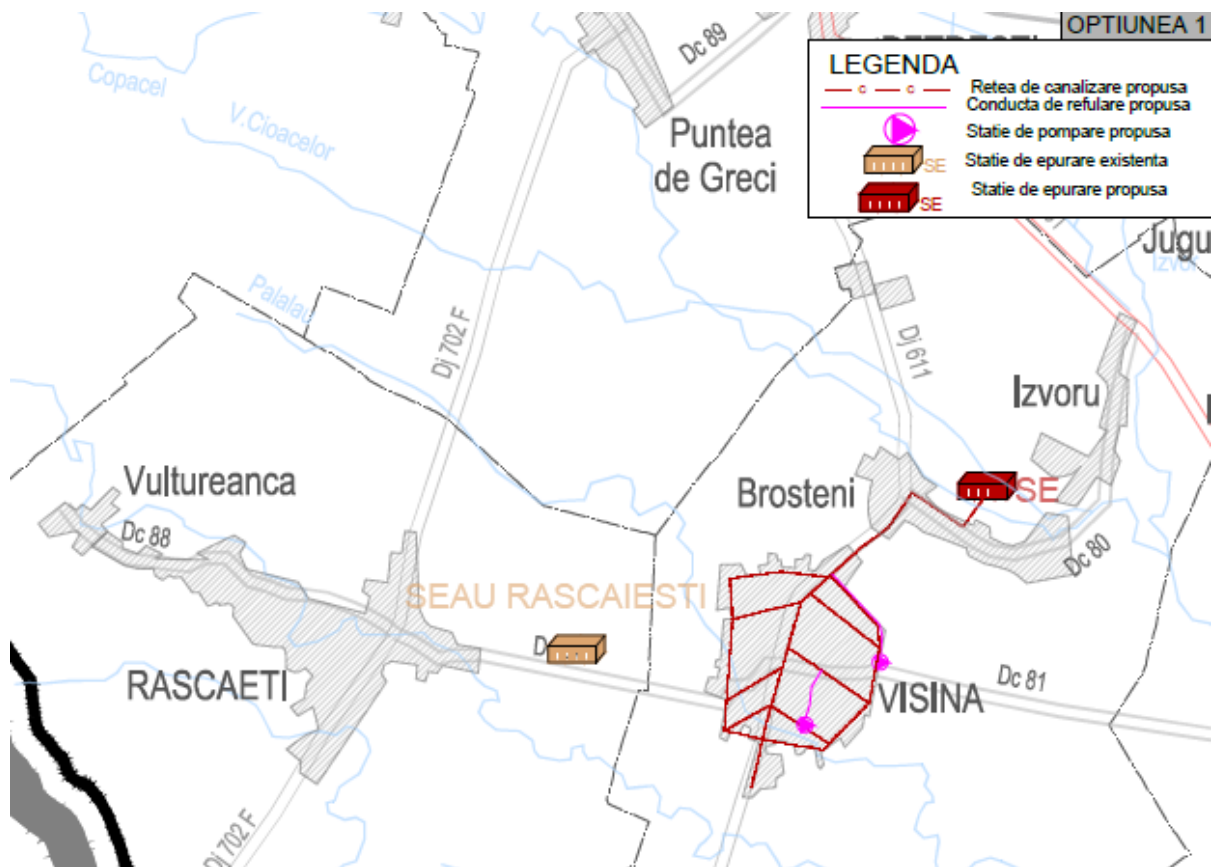 OPTIUNEA 1
LEGENDA
Retea de canalizare propusa
Conducta de refulare propusa
Statie de pompare propusa
SE
Statie de epurare existenta
SE
Statie de epurare propusa
c c
Copacel
V.Cioacelor
Dc 89
Puntea
de Greci
Jugu
Izvor
Palalau
Dj 702 F
Dj 611
Izvoru
Vultureanca
Dc 88
Brosteni
SE
Dc 80
SEAU RASCAIESTI
D
RASCAETI
VISINA
Dc 81
Dj 702 F